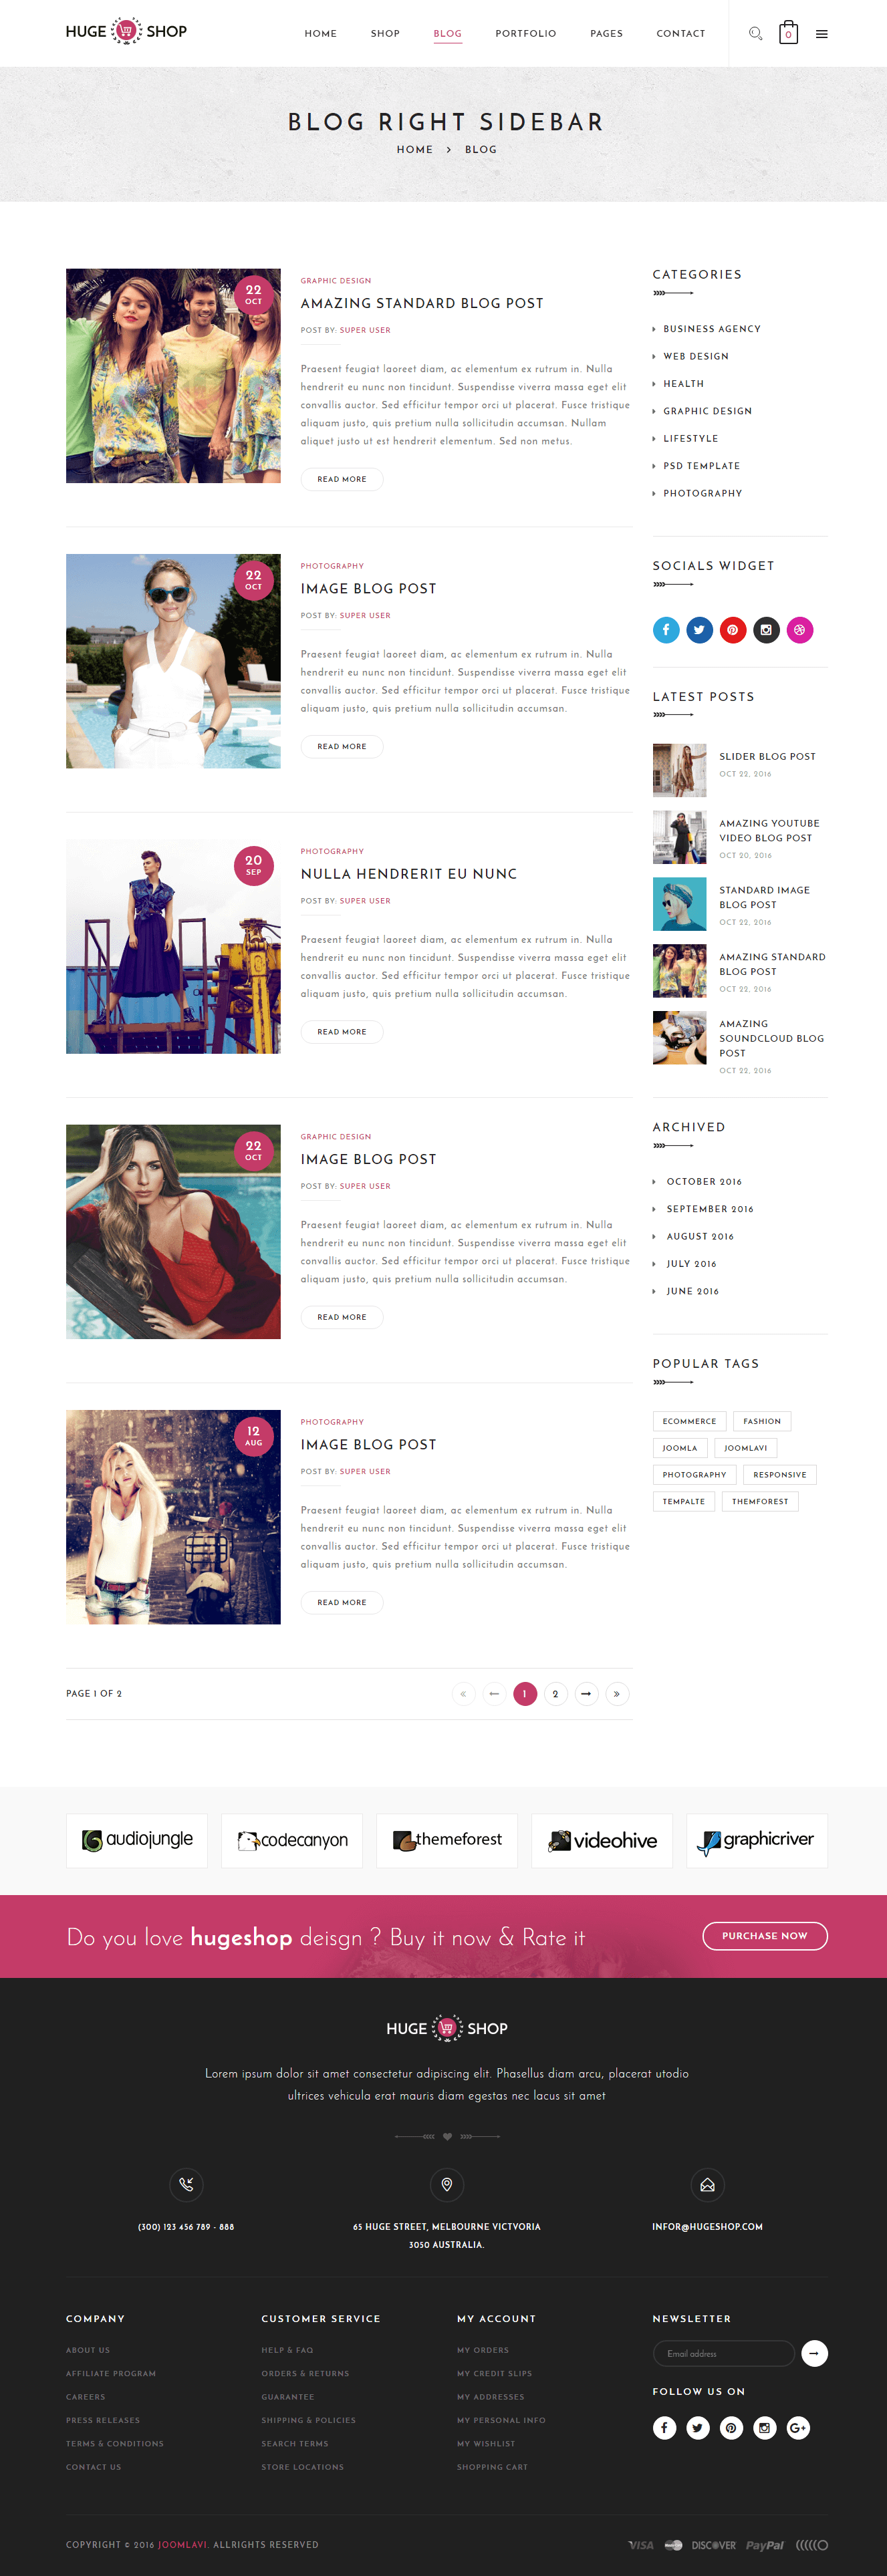 HUGE SHOP
HOME SHOP BLOG PORTFOLIO PAGES CONTACT
0
BLOG RIGHT SIDEBAR
HOME > BLOG
22
OCT
GRAPHIC DESIGN
AMAZING STANDARD BLOG POST
POST BY: SUPER USER
Praesent feugiat laoreet diam, ac elementum ex rutrum in. Nulla
hendrerit eu nunc non tincidunt. Suspendisse viverra massa eget elit
convallis auctor. Sed efficitur tempor orci ut placerat. Fusce tristique
aliquam justo, quis pretium nulla sollicitudin accumsan. Nullam
aliquet justo ut est hendrerit elementum. Sed non metus.
READ MORE
22
OCT
PHOTOGRAPHY
IMAGE BLOG POST
POST BY: SUPER USER
Praesent feugiat laoreet diam, ac elementum ex rutrum in. Nulla
hendrerit eu nunc non tincidunt. Suspendisse viverra massa eget elit
convallis auctor. Sed efficitur tempor orci ut placerat. Fusce tristique
aliquam justo, quis pretium nulla sollicitudin accumsan.
READ MORE
20
SEP
PHOTOGRAPHY
NULLA HENDRERIT EU NUNC
POST BY: SUPER USER
Praesent feugiat laoreet diam, ac elementum ex rutrum in. Nulla
hendrerit eu nunc non tincidunt. Suspendisse viverra massa eget elit
convallis auctor. Sed efficitur tempor orci ut placerat. Fusce tristique
aliquam justo, quis pretium nulla sollicitudin accumsan.
READ MORE
22
OCT
GRAPHIC DESIGN
IMAGE BLOG POST
POST BY: SUPER USER
Praesent feugiat laoreet diam, ac elementum ex rutrum in. Nulla
hendrerit eu nunc non tincidunt. Suspendisse viverra massa eget elit
convallis auctor. Sed efficitur tempor orci ut placerat. Fusce tristique
aliquam justo, quis pretium nulla sollicitudin accumsan.
READ MORE
12
AUG
PHOTOGRAPHY
IMAGE BLOG POST
POST BY: SUPER USER
Praesent feugiat laoreet diam, ac elementum ex rutrum in. Nulla
hendrerit eu nunc non tincidunt. Suspendisse viverra massa eget elit
convallis auctor. Sed efficitur tempor orci ut placerat. Fusce tristique
aliquam justo, quis pretium nulla sollicitudin accumsan.
READ MORE
PAGE 1 OF 2
« 1 2 »
CATEGORIES
BUSINESS AGENCY
WEB DESIGN
HEALTH
GRAPHIC DESIGN
LIFESTYLE
PSD TEMPLATE
PHOTOGRAPHY
SOCIALS WIDGET
LATEST POSTS
SLIDER BLOG POST
OCT 22, 2016
AMAZING YOUTUBE
VIDEO BLOG POST
OCT 20, 2016
STANDARD IMAGE
BLOG POST
OCT 22, 2016
AMAZING STANDARD
BLOG POST
OCT 22, 2016
AMAZING
SOUNDCLOUD BLOG
POST
OCT 22, 2016
ARCHIVED
OCTOBER 2016
SEPTEMBER 2016
AUGUST 2016
JULY 2016
JUNE 2016
POPULAR TAGS
ECOMMERCE FASHION
JOOMLA JOOMLAVI
PHOTOGRAPHY RESPONSIVE
TEMPALTE THEMFOREST
audiojungle codecanyon themeforest videohive graphicriver
Do you love hugeshop deisgn ? Buy it now & Rate it
PURCHASE NOW
HUGE SHOP
Lorem ipsum dolor sit amet consectetur adipiscing elit. Phasellus diam arcu, placerat utodio
ultrices vehicula erat mauris diam egestas nec lacus sit amet
(300) 123 456 789 - 888
65 HUGE STREET, MELBOURNE VICTVORIA
3050 AUSTRALIA.
INFOR@HUGESHOP.COM
COMPANY
ABOUT US
AFFILIATE PROGRAM
CAREERS
PRESS RELEASES
TERMS & CONDITIONS
CONTACT US
CUSTOMER SERVICE
HELP & FAQ
ORDERS & RETURNS
GUARANTEE
SHIPPING & POLICIES
SEARCH TERMS
STORE LOCATIONS
MY ACCOUNT
MY ORDERS
MY CREDIT SLIPS
MY ADDRESSES
MY PERSONAL INFO
MY WISHLIST
SHOPPING CART
NEWSLETTER
Email address
FOLLOW US ON
G+
COPYRIGHT © 2016 JOOMLAVI. ALLRIGHTS RESERVED
VISA DISCOVER PayPal